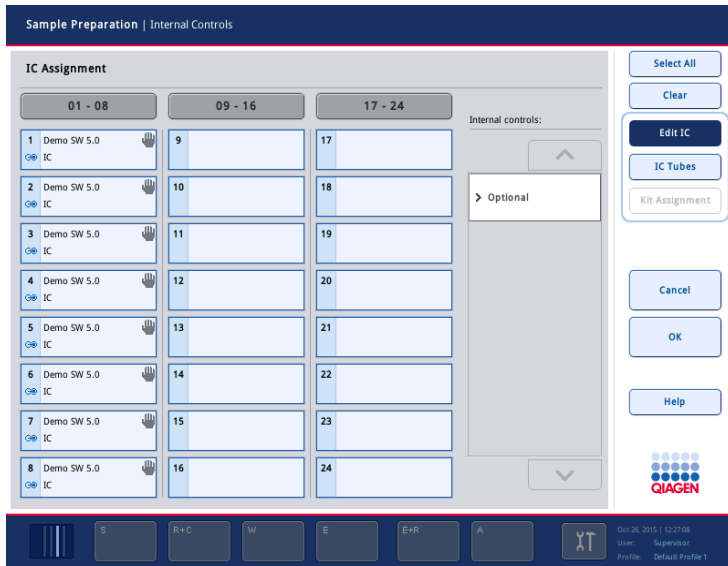 Sample Preparation | Internal Controls
IC Assignment
01 - 08
09 - 16
17 - 24
Internal controls:
1 Demo SW 5.0
IC
2 Demo SW 5.0
IC
3 Demo SW 5.0
IC
4 Demo SW 5.0
IC
5 Demo SW 5.0
IC
6 Demo SW 5.0
IC
7 Demo SW 5.0
IC
8 Demo SW 5.0
IC
9
10
11
12
13
14
15
16
17
18
19
20
21
22
23
24
Optional
Select All
Clear
Edit IC
IC Tubes
Kit Assignment
Cancel
OK
Help
QIAGEN
S
R+C
W
E
E+R
A
Oct 26, 2015 | 12:27:08
User: Supervisor
Profile: Default Profile 1